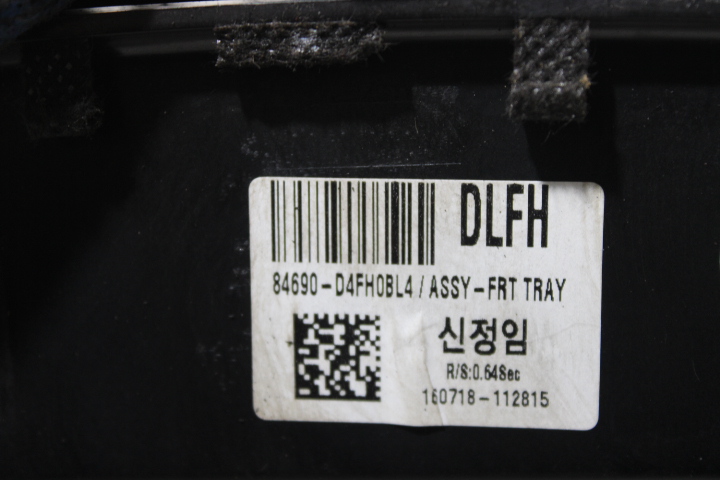 DLFH
84690-D4FH0BL4 / ASSY-FRT TRAY
신정임
R/S:0.64Sec
160718-112815